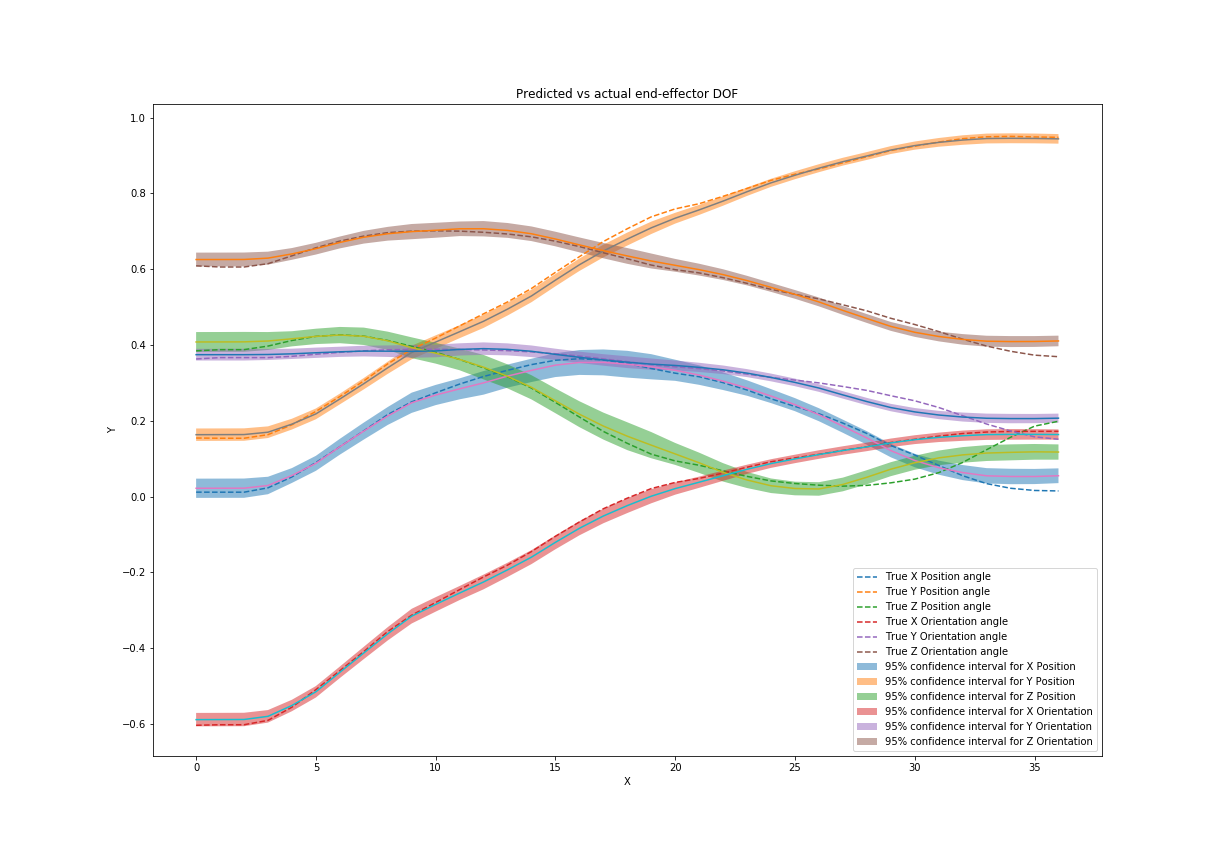 Predicted vs actual end-effector DOF
1.0
0.8
0.6
0.4
0.2
0.0
−0.2
−0.4
−0.6
Y
0 5 10 15 20 25 30 35
X
True X Position angle
True Y Position angle
True Z Position angle
True X Orientation angle
True Y Orientation angle
True Z Orientation angle
95% confidence interval for X Position
95% confidence interval for Y Position
95% confidence interval for Z Position
95% confidence interval for X Orientation
95% confidence interval for Y Orientation
95% confidence interval for Z Orientation